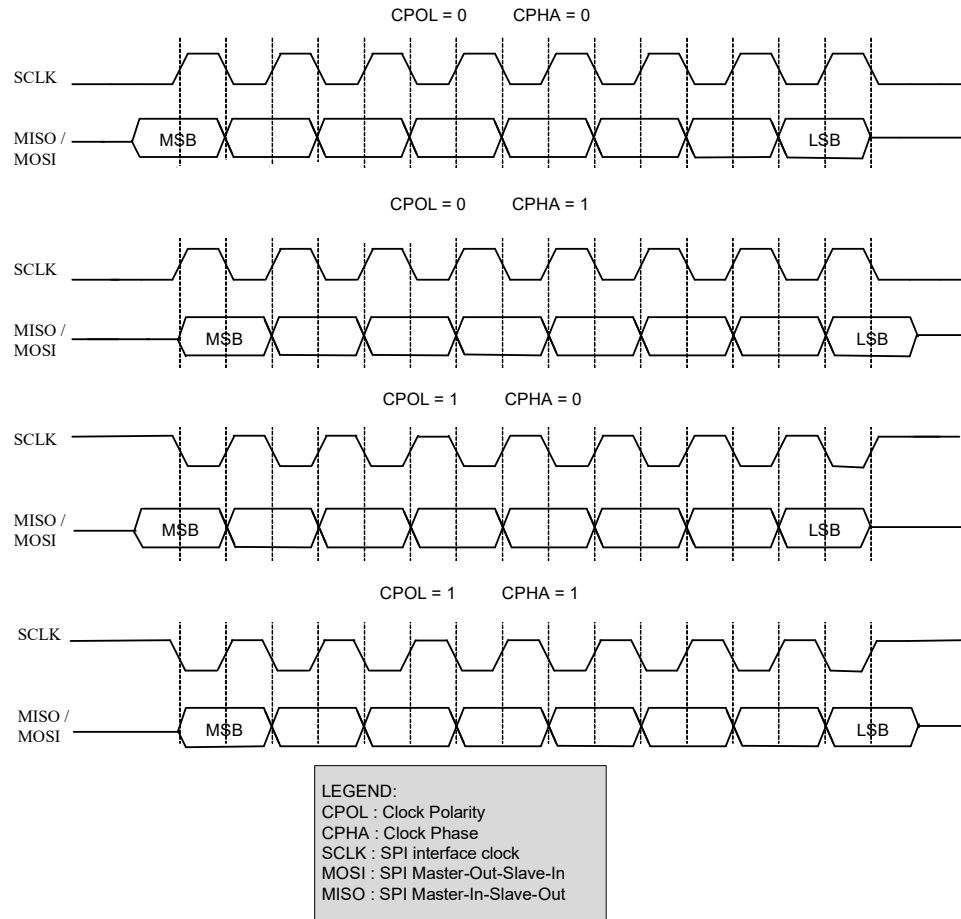 CPOL = 0 CPHA = 0
SCLK
MISO /
MOSI
MSB LSB
CPOL = 0 CPHA = 1
SCLK
MISO /
MOSI
MSB LSB
CPOL = 1 CPHA = 0
SCLK
MISO /
MOSI
MSB LSB
CPOL = 1 CPHA = 1
SCLK
MISO /
MOSI
MSB LSB
LEGEND:
CPOL : Clock Polarity
CPHA : Clock Phase
SCLK : SPI interface clock
MOSI : SPI Master-Out-Slave-In
MISO : SPI Master-In-Slave-Out